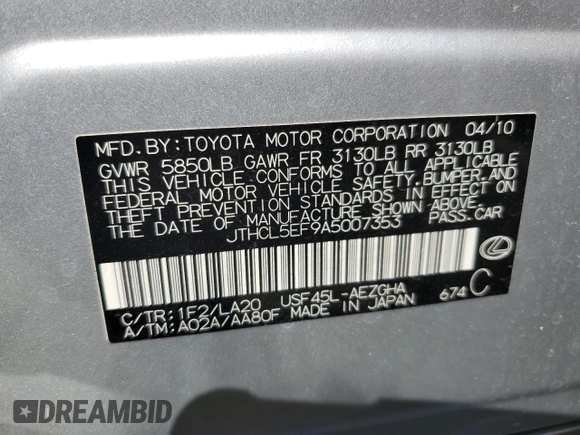 MFD. BY: TOYOTA MOTOR CORPORATION 04/10
GVWR 5850LB GAWR FR 3130LB RR 3130LB
THIS VEHICLE CONFORMS TO ALL APPLICABLE
FEDERAL MOTOR VEHICLE SAFETY, BUMPER, AND
THEFT PREVENTION STANDARDS IN EFFECT ON
THE DATE OF MANUFACTURE SHOWN ABOVE.
JTHCL5EF9A5007353 PASS. CAR
C/TR: 1F2/LA20 USF45L-AEZGHA
A/TM: A02A/AA80F MADE IN JAPAN 674 C
DREAMBID